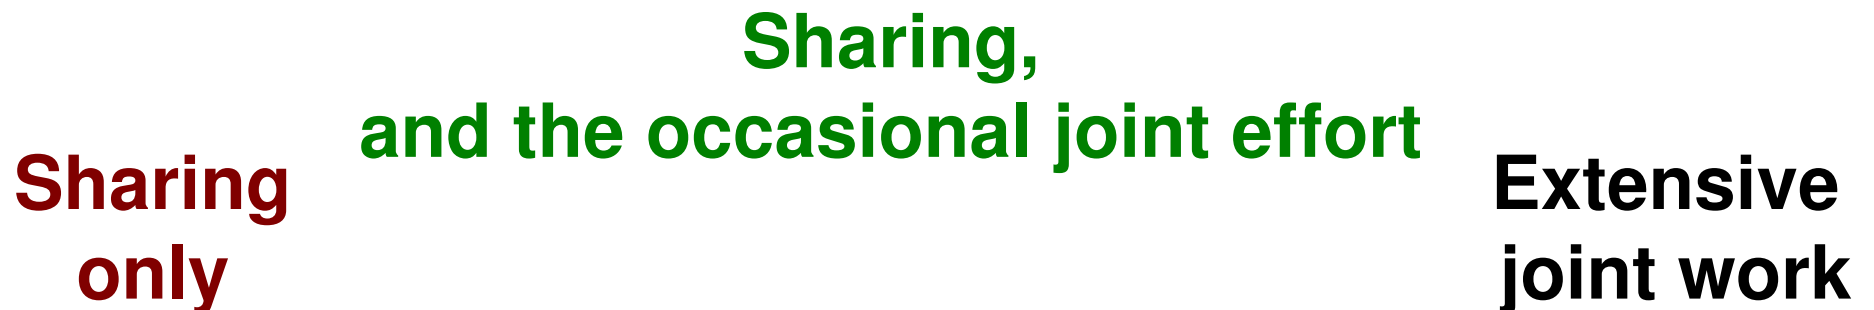 Sharing,
and the occasional joint effort
Sharing
only
Extensive
joint work